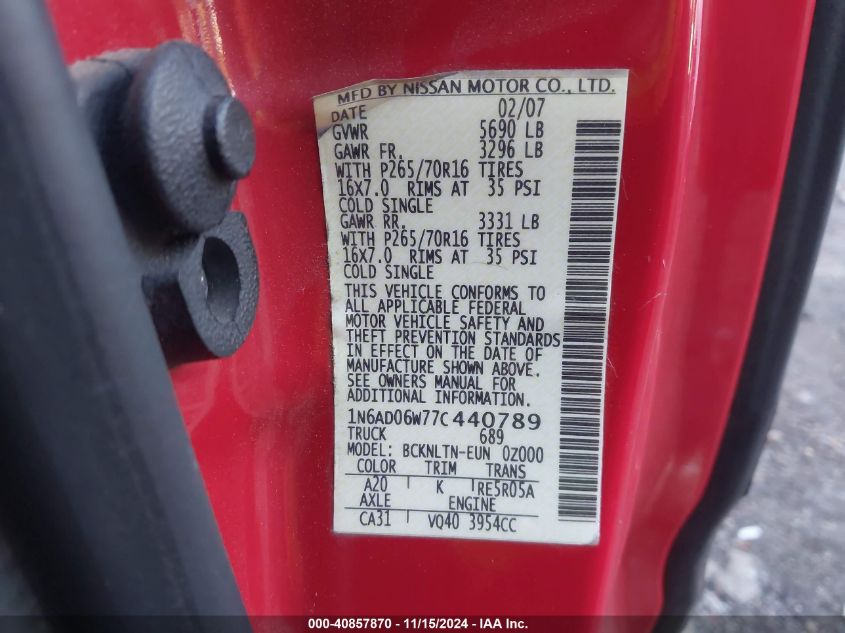 MFD BY NISSAN MOTOR CO., LTD.
DATE 02/07
GVWR 5690 LB
GAWR FR. 3296 LB
WITH P265/70R16 TIRES
16X7.0 RIMS AT 35 PSI
COLD SINGLE
GAWR RR. 3331 LB
WITH P265/70R16 TIRES
16X7.0 RIMS AT 35 PSI
COLD SINGLE
THIS VEHICLE CONFORMS TO
ALL APPLICABLE FEDERAL
MOTOR VEHICLE SAFETY AND
THEFT PREVENTION STANDARDS
IN EFFECT ON THE DATE OF
MANUFACTURE SHOWN ABOVE.
SEE OWNERS MANUAL FOR
ADDITIONAL INFORMATION.
1N6AD06W77C440789
TRUCK 689
MODEL: BCKNLTN-EUN 0Z000
COLOR TRIM TRANS
A20 K RE5R05A
AXLE ENGINE
CA31 VQ40 3954CC
000-40857870 - 11/15/2024 - IAA Inc.